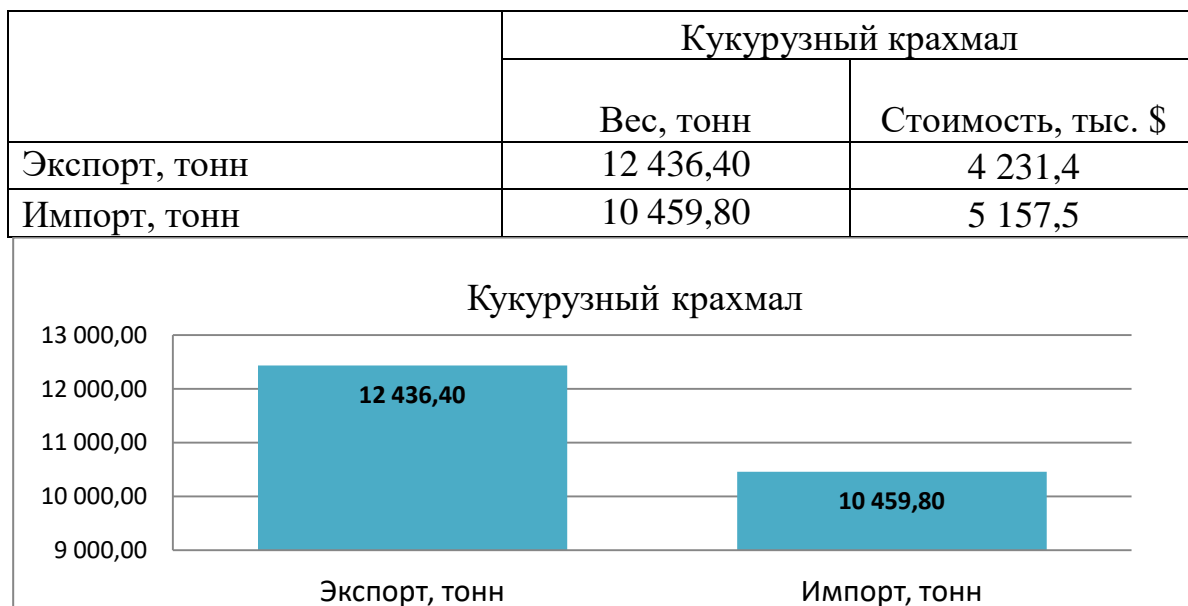 Кукурузный крахмал
Вес, тонн Стоимость, тыс. $
Экспорт, тонн 12 436,40 4 231,4
Импорт, тонн 10 459,80 5 157,5
Кукурузный крахмал
13 000,00
12 000,00
11 000,00
10 000,00
9 000,00
12 436,40
10 459,80
Экспорт, тонн Импорт, тонн